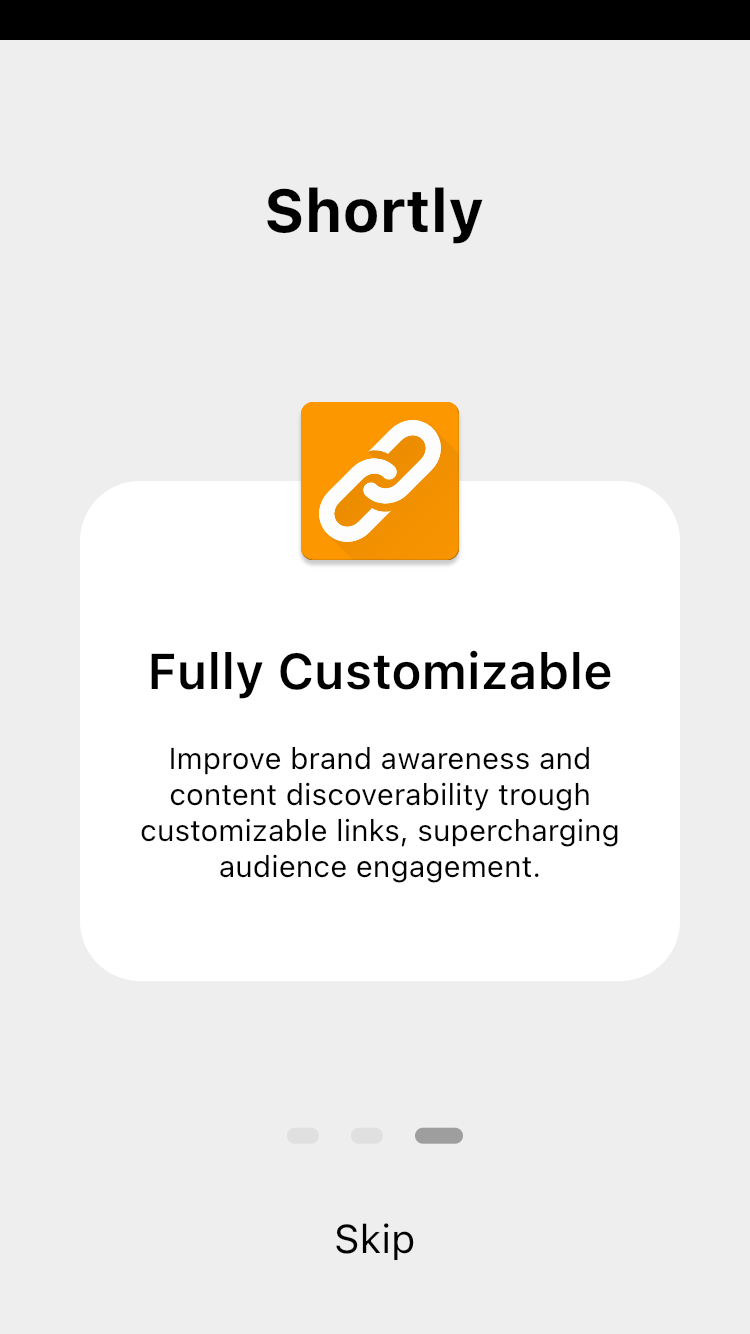 Shortly
Fully Customizable
Improve brand awareness and
content discoverability trough
customizable links, supercharging
audience engagement.
Skip